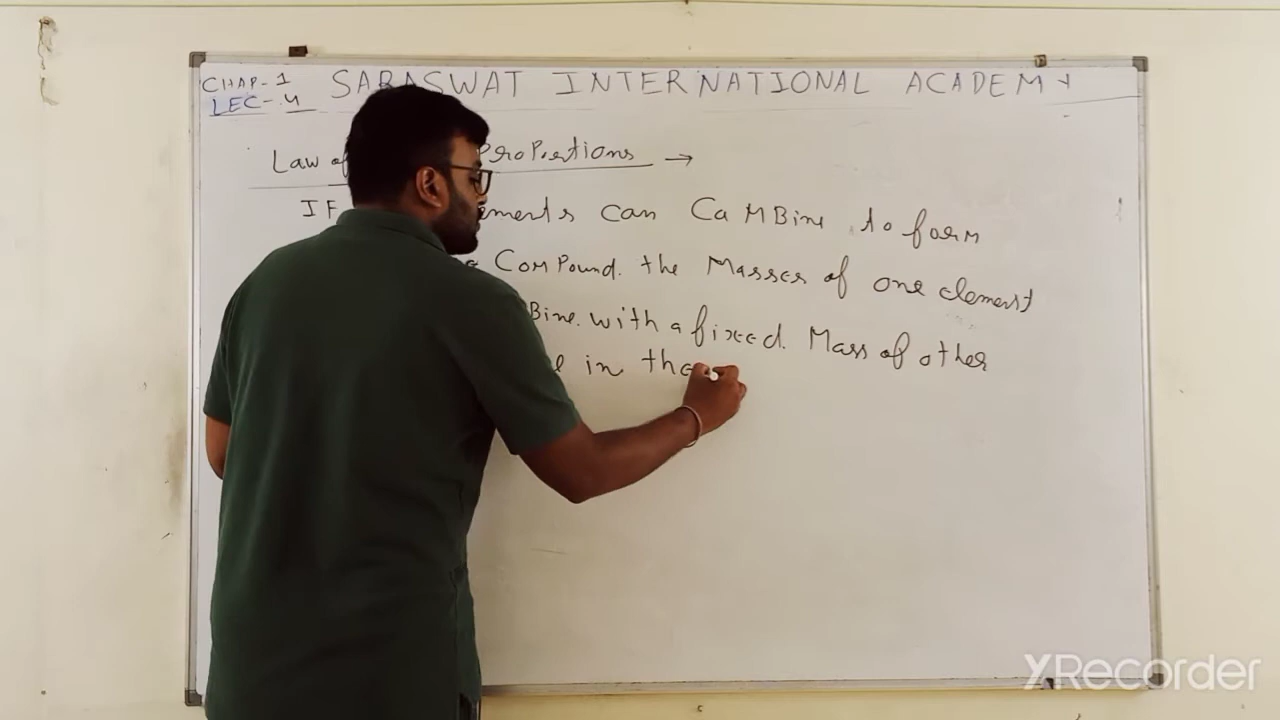 CHAP-1 SARASWAT INTERNATIONAL ACADEMY
LEC-4
Law of Proportions →
IF ements can CaMBine to form
ComPound. the Masses of one element
Bine. with a fixed. Mass of other
in the
XRecorder